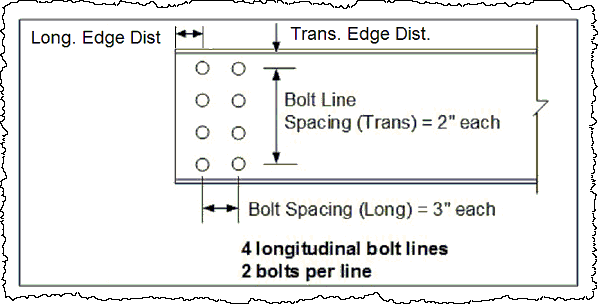 Long. Edge Dist
Trans. Edge Dist.
Bolt Line
Spacing (Trans) = 2" each
Bolt Spacing (Long) = 3" each
4 longitudinal bolt lines
2 bolts per line